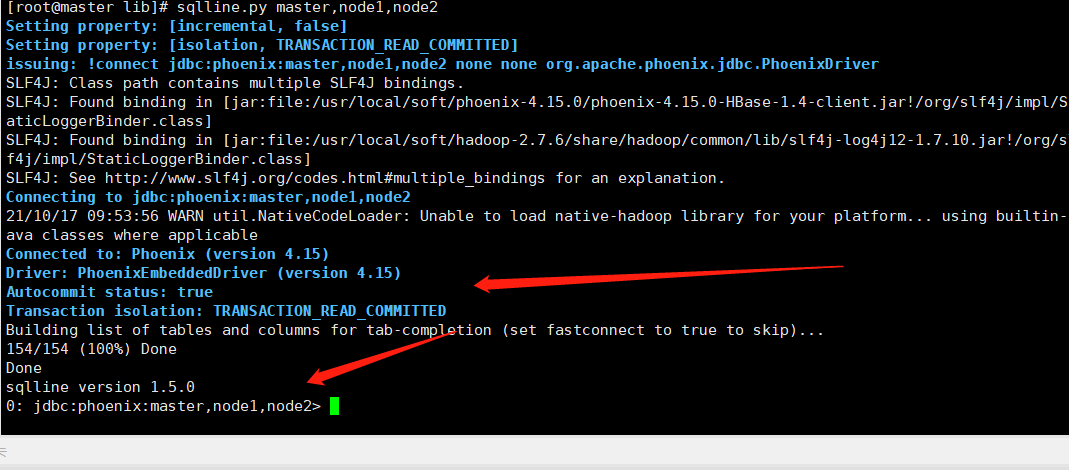 [root@master lib]# sqlline.py master,node1,node2
Setting property: [incremental, false]
Setting property: [isolation, TRANSACTION_READ_COMMITTED]
issuing: !connect jdbc:phoenix:master,node1,node2 none none org.apache.phoenix.jdbc.PhoenixDriver
SLF4J: Class path contains multiple SLF4J bindings.
SLF4J: Found binding in [jar:file:/usr/local/soft/phoenix-4.15.0/phoenix-4.15.0-HBase-1.4-client.jar!/org/slf4j/impl/S
aticLoggerBinder.class]
SLF4J: Found binding in [jar:file:/usr/local/soft/hadoop-2.7.6/share/hadoop/common/lib/slf4j-log4j12-1.7.10.jar!/org/s
f4j/impl/StaticLoggerBinder.class]
SLF4J: See http://www.slf4j.org/codes.html#multiple_bindings for an explanation.
Connecting to jdbc:phoenix:master,node1,node2
21/10/17 09:53:56 WARN util.NativeCodeLoader: Unable to load native-hadoop library for your platform... using builtin-
ava classes where applicable
Connected to: Phoenix (version 4.15)
Driver: PhoenixEmbeddedDriver (version 4.15)
Autocommit status: true
Transaction isolation: TRANSACTION_READ_COMMITTED
Building list of tables and columns for tab-completion (set fastconnect to true to skip)...
154/154 (100%) Done
Done
sqlline version 1.5.0
0: jdbc:phoenix:master,node1,node2>